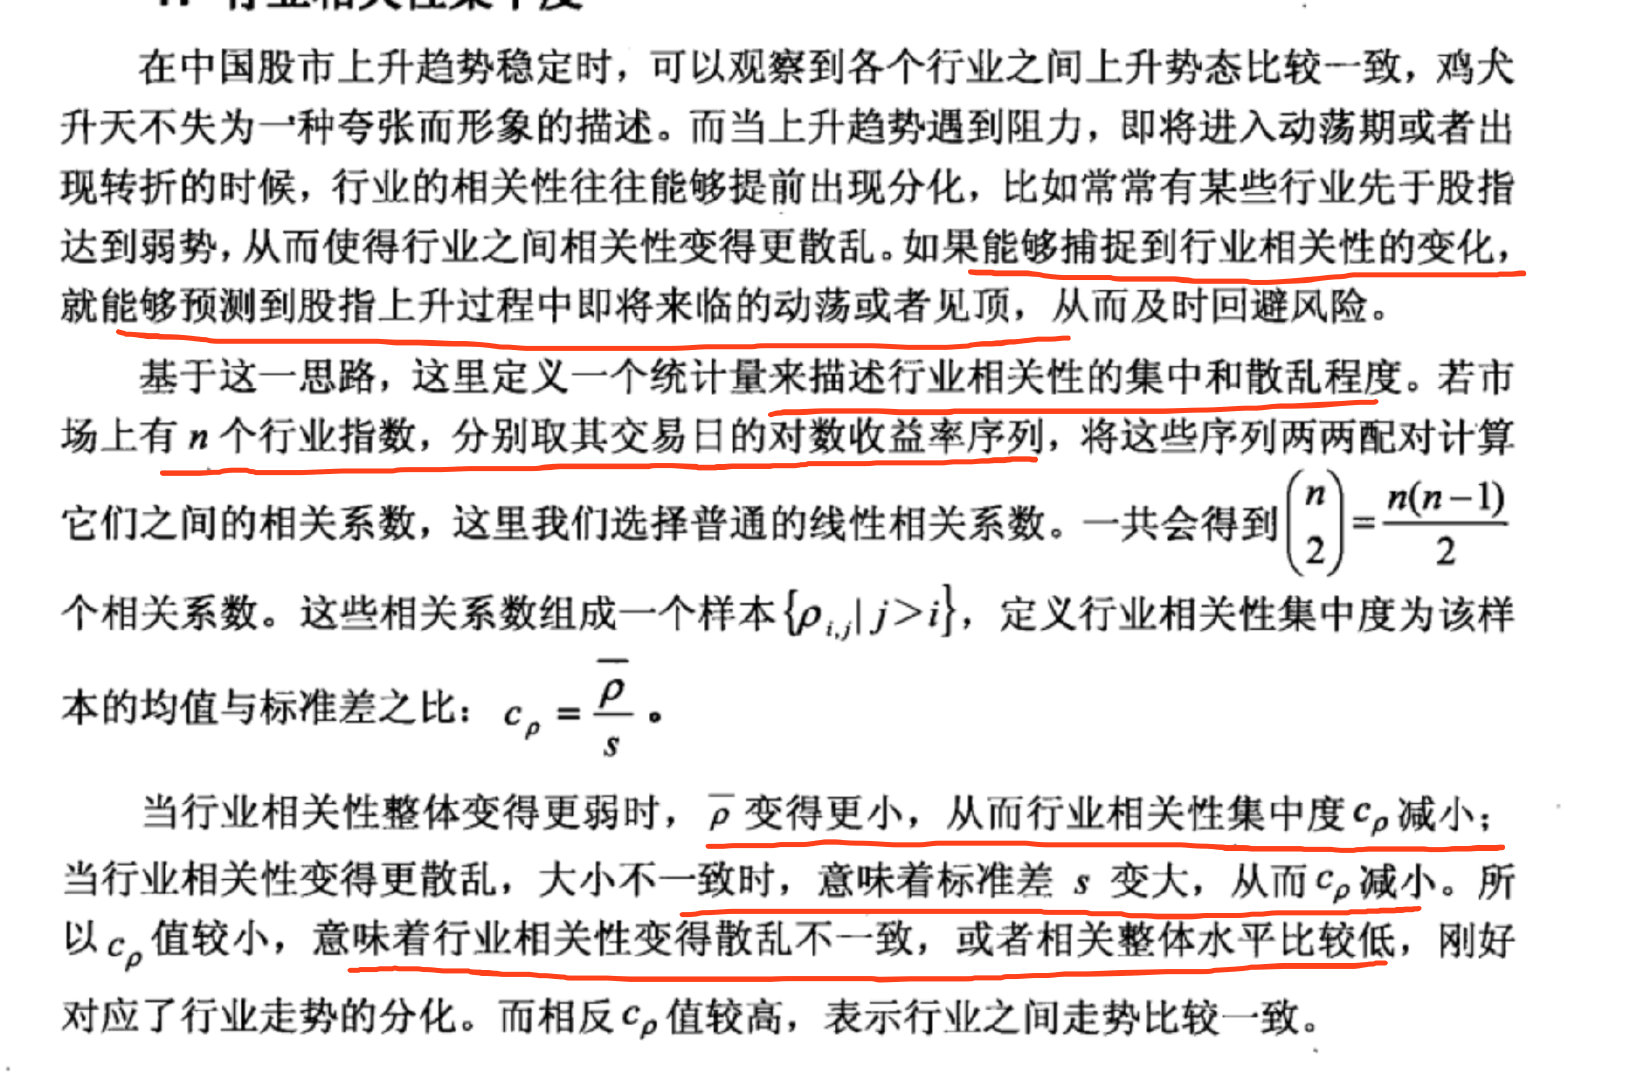 行业相关性集中度
在中国股市上升趋势稳定时，可以观察到各个行业之间上升势态比较一致，鸡犬
升天不失为一种夸张而形象的描述。而当上升趋势遇到阻力，即将进入动荡期或者出
现转折的时候，行业的相关性往往能够提前出现分化，比如常常有某些行业先于股指
达到弱势，从而使得行业之间相关性变得更散乱。如果能够捕捉到行业相关性的变化，
就能够预测到股指上升过程中即将来临的动荡或者见顶，从而及时回避风险。
基于这一思路，这里定义一个统计量来描述行业相关性的集中和散乱程度。若市
场上有 n 个行业指数，分别取其交易日的对数收益率序列，将这些序列两两配对计算
它们之间的相关系数，这里我们选择普通的线性相关系数。一共会得到 (n 2) = n(n−1)/2
个相关系数。这些相关系数组成一个样本{ρ_{i,j}| j>i}，定义行业相关性集中度为该样
本的均值与标准差之比：c_ρ = ρ̄/s 。
当行业相关性整体变得更弱时，ρ̄ 变得更小，从而行业相关性集中度 c_ρ 减小；
当行业相关性变得更散乱，大小不一致时，意味着标准差 s 变大，从而 c_ρ 减小。所
以 c_ρ 值较小，意味着行业相关性变得散乱不一致，或者相关整体水平比较低，刚好
对应了行业走势的分化。而相反 c_ρ 值较高，表示行业之间走势比较一致。